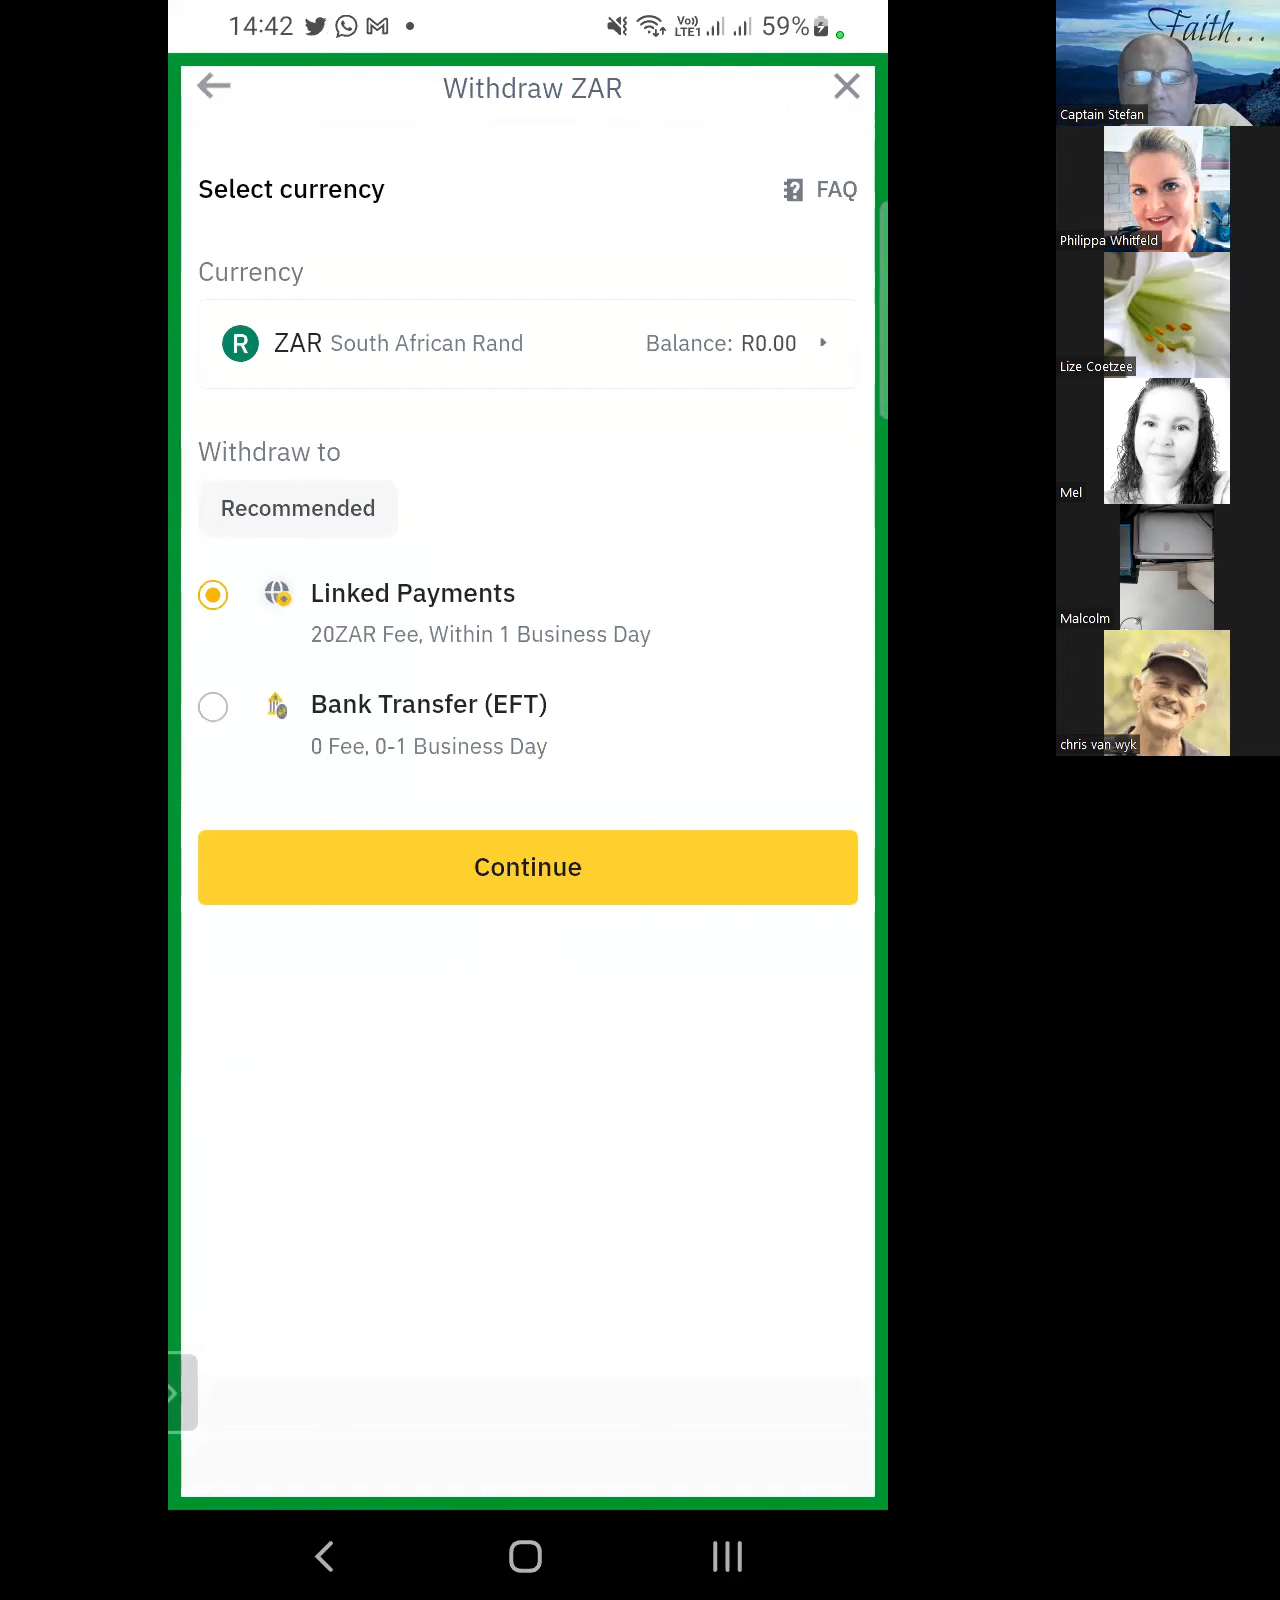 14:42
Vo)) LTE1
59%
Withdraw ZAR
Select currency
FAQ
Currency
R ZAR South African Rand Balance: R0.00
Withdraw to
Recommended
Linked Payments
20ZAR Fee, Within 1 Business Day
Bank Transfer (EFT)
0 Fee, 0-1 Business Day
Continue
Faith...
Captain Stefan
Philippa Whitfeld
Lize Coetzee
Mel
Malcolm
chris van wyk